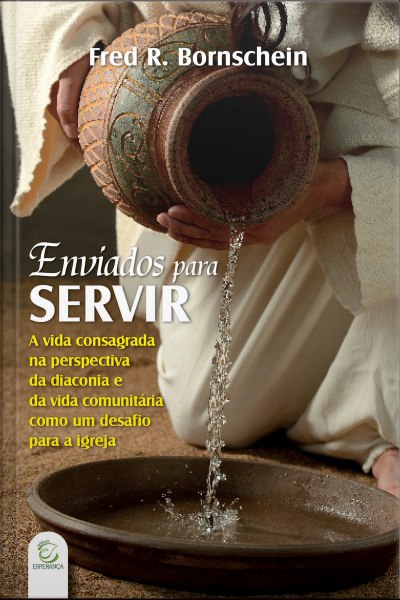 Fred R. Bornschein
Enviados para
SERVIR
A vida consagrada
na perspectiva
da diaconia e
da vida comunitária
como um desafio
para a igreja
ESPERANÇA